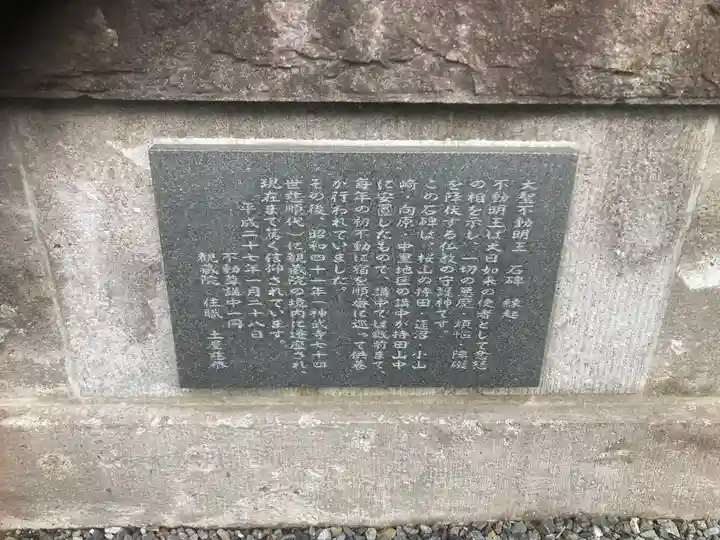 大聖不動明王 石碑 縁起
不動明王は大日如来の使者として忿怒
の相を示し、一切の悪魔・煩悩・障礙
を降伏する仏教の守護神です。
この石碑は、桜山の持田・蓮沼・小山
崎・向原・中里地区の講中が持田山中
に安置したもので、講中では戦前まで、
毎年の初不動に宿を順番に巡って供養
が行われていました。
その後、昭和四十二年(神武寺七十四
世建順代)に観蔵院の境内に遷座され、
現在まで篤く信仰されています。
平成二十七年一月二十八日
不動尊講中一同
観蔵院 住職